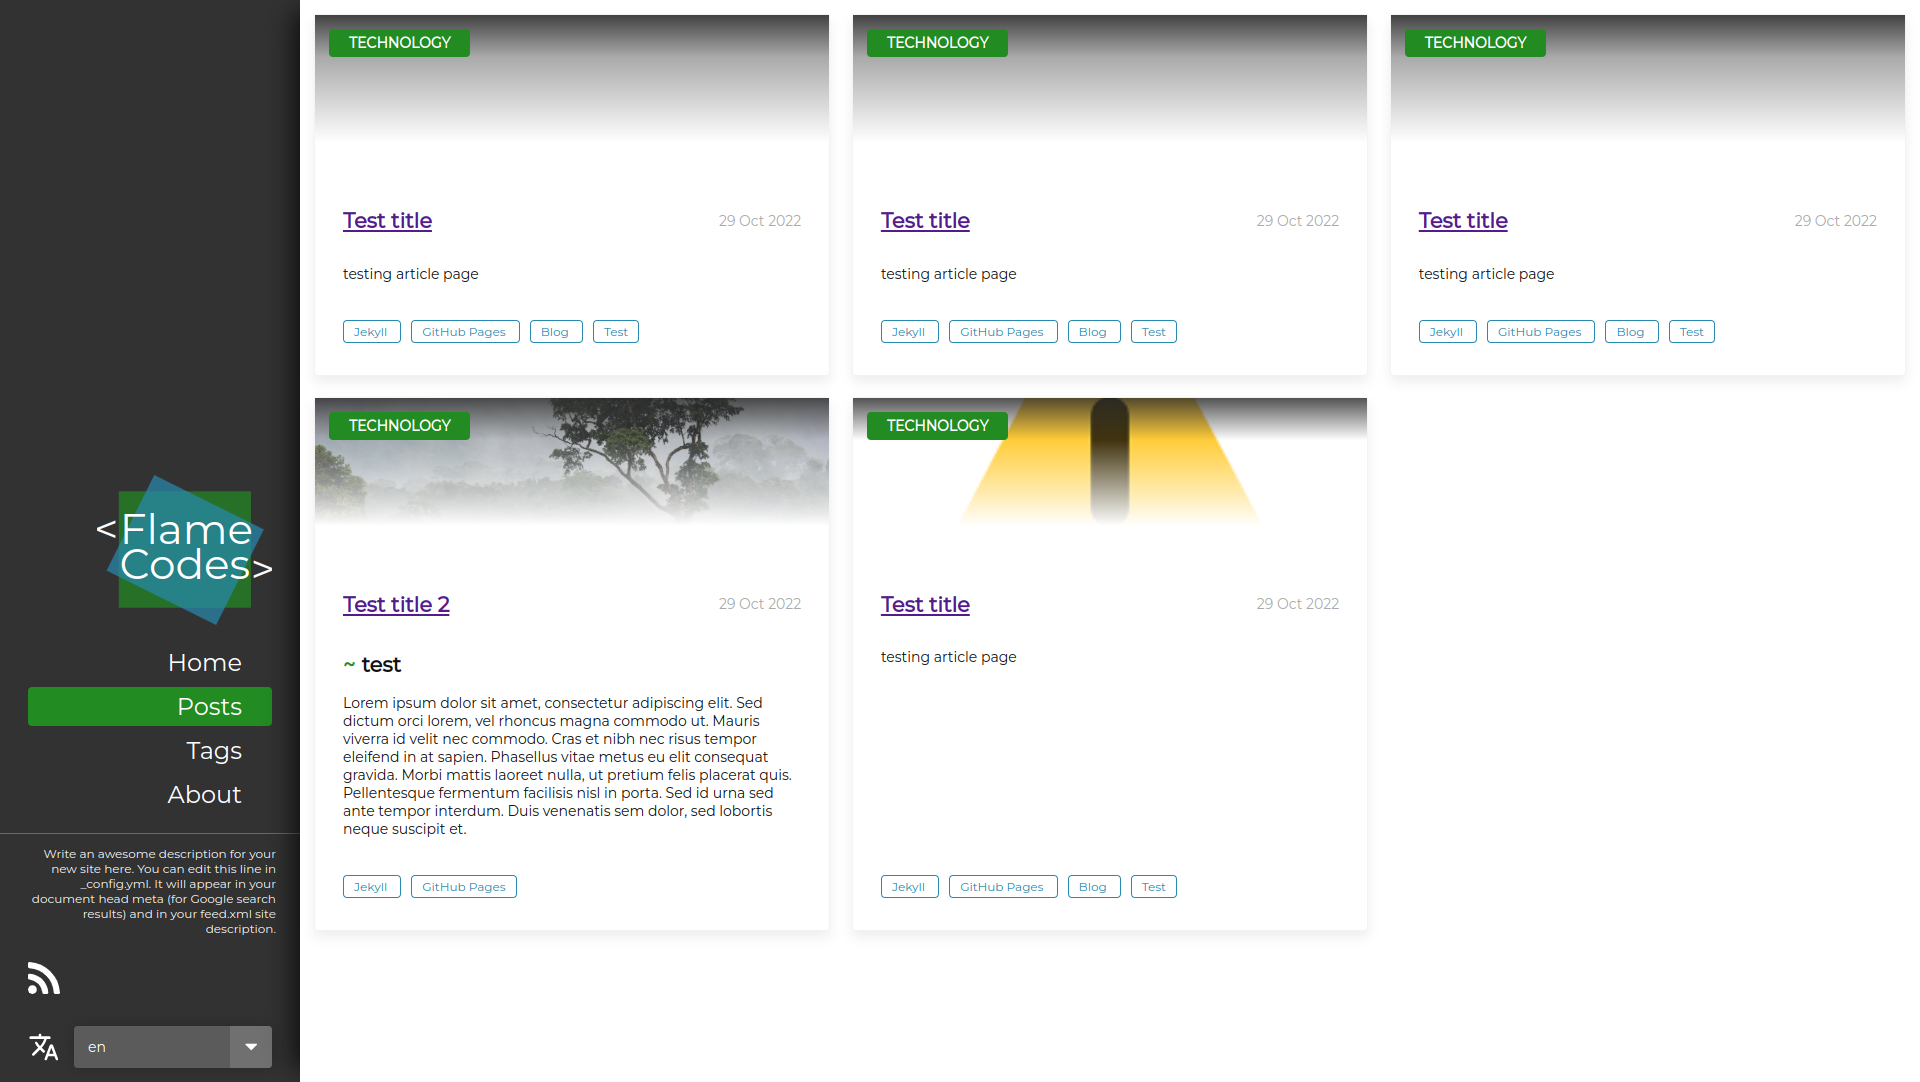 <Flame
Codes>
Home
Posts
Tags
About
Write an awesome description for your
new site here. You can edit this line in
_config.yml. It will appear in your
document head meta (for Google search
results) and in your feed.xml site
description.
en
TECHNOLOGY
Test title 29 Oct 2022
testing article page
Jekyll GitHub Pages Blog Test
TECHNOLOGY
Test title 29 Oct 2022
testing article page
Jekyll GitHub Pages Blog Test
TECHNOLOGY
Test title 29 Oct 2022
testing article page
Jekyll GitHub Pages Blog Test
TECHNOLOGY
Test title 2 29 Oct 2022
~ test
Lorem ipsum dolor sit amet, consectetur adipiscing elit. Sed
dictum orci lorem, vel rhoncus magna commodo ut. Mauris
viverra id velit nec commodo. Cras et nibh nec risus tempor
eleifend in at sapien. Phasellus vitae metus eu elit consequat
gravida. Morbi mattis laoreet nulla, ut pretium felis placerat quis.
Pellentesque fermentum facilisis nisl in porta. Sed id urna sed
ante tempor interdum. Duis venenatis sem dolor, sed lobortis
neque suscipit et.
Jekyll GitHub Pages
TECHNOLOGY
Test title 29 Oct 2022
testing article page
Jekyll GitHub Pages Blog Test